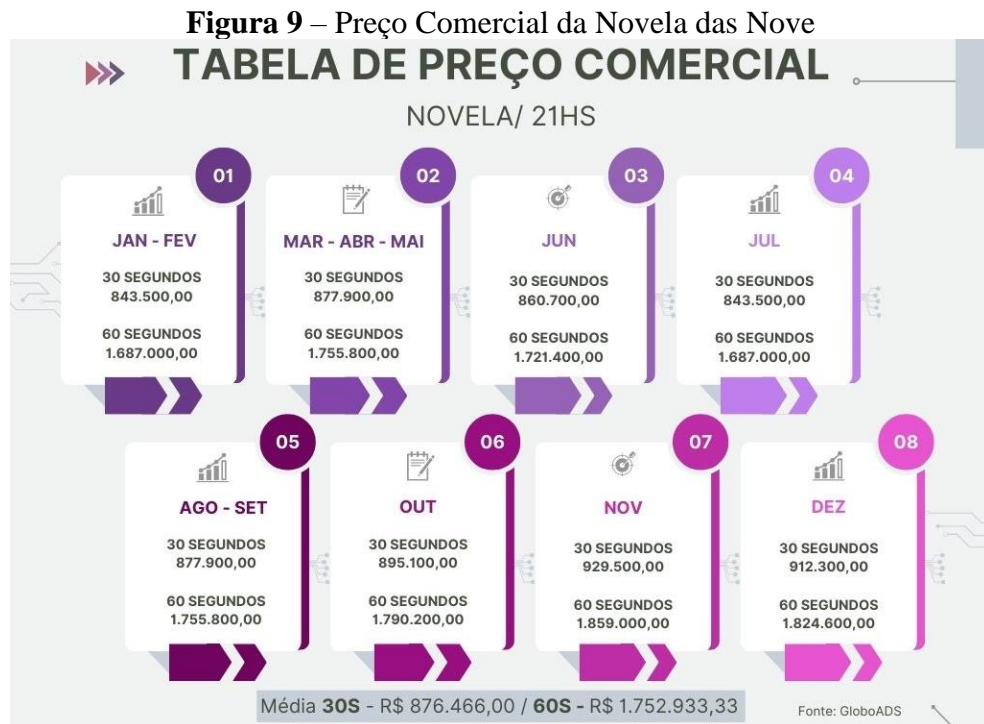 Figura 9 – Preço Comercial da Novela das Nove
TABELA DE PREÇO COMERCIAL
NOVELA/ 21HS
01
JAN - FEV
30 SEGUNDOS
843.500,00
60 SEGUNDOS
1.687.000,00
02
MAR - ABR - MAI
30 SEGUNDOS
877.900,00
60 SEGUNDOS
1.755.800,00
03
JUN
30 SEGUNDOS
860.700,00
60 SEGUNDOS
1.721.400,00
04
JUL
30 SEGUNDOS
843.500,00
60 SEGUNDOS
1.687.000,00
05
AGO - SET
30 SEGUNDOS
877.900,00
60 SEGUNDOS
1.755.800,00
06
OUT
30 SEGUNDOS
895.100,00
60 SEGUNDOS
1.790.200,00
07
NOV
30 SEGUNDOS
929.500,00
60 SEGUNDOS
1.859.000,00
08
DEZ
30 SEGUNDOS
912.300,00
60 SEGUNDOS
1.824.600,00
Média 30S - R$ 876.466,00 / 60S - R$ 1.752.933,33
Fonte: GloboADS